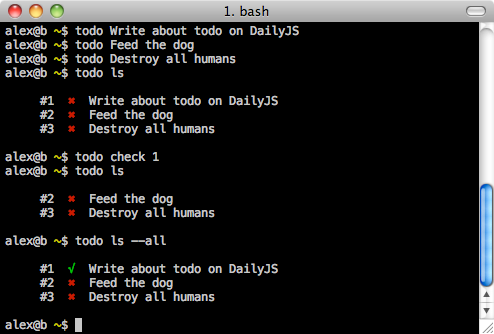 1. bash
alex@b ~$ todo Write about todo on DailyJS
alex@b ~$ todo Feed the dog
alex@b ~$ todo Destroy all humans
alex@b ~$ todo ls
#1 ✖ Write about todo on DailyJS
#2 ✖ Feed the dog
#3 ✖ Destroy all humans
alex@b ~$ todo check 1
alex@b ~$ todo ls
#2 ✖ Feed the dog
#3 ✖ Destroy all humans
alex@b ~$ todo ls --all
#1 √ Write about todo on DailyJS
#2 ✖ Feed the dog
#3 ✖ Destroy all humans
alex@b ~$